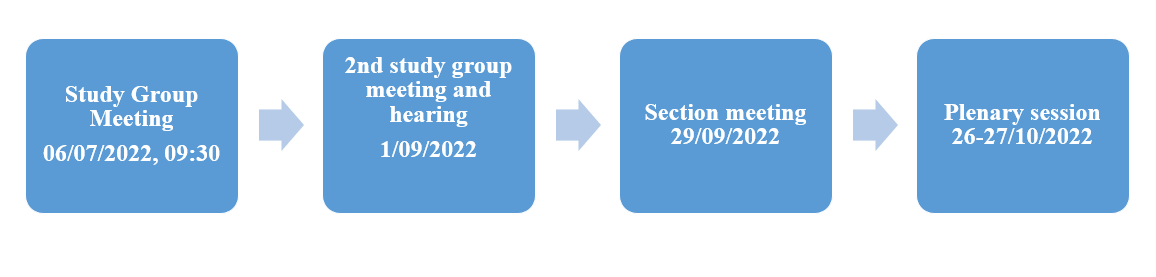 Study Group
Meeting
06/07/2022, 09:30
2nd study group
meeting and
hearing
1/09/2022
Section meeting
29/09/2022
Plenary session
26-27/10/2022